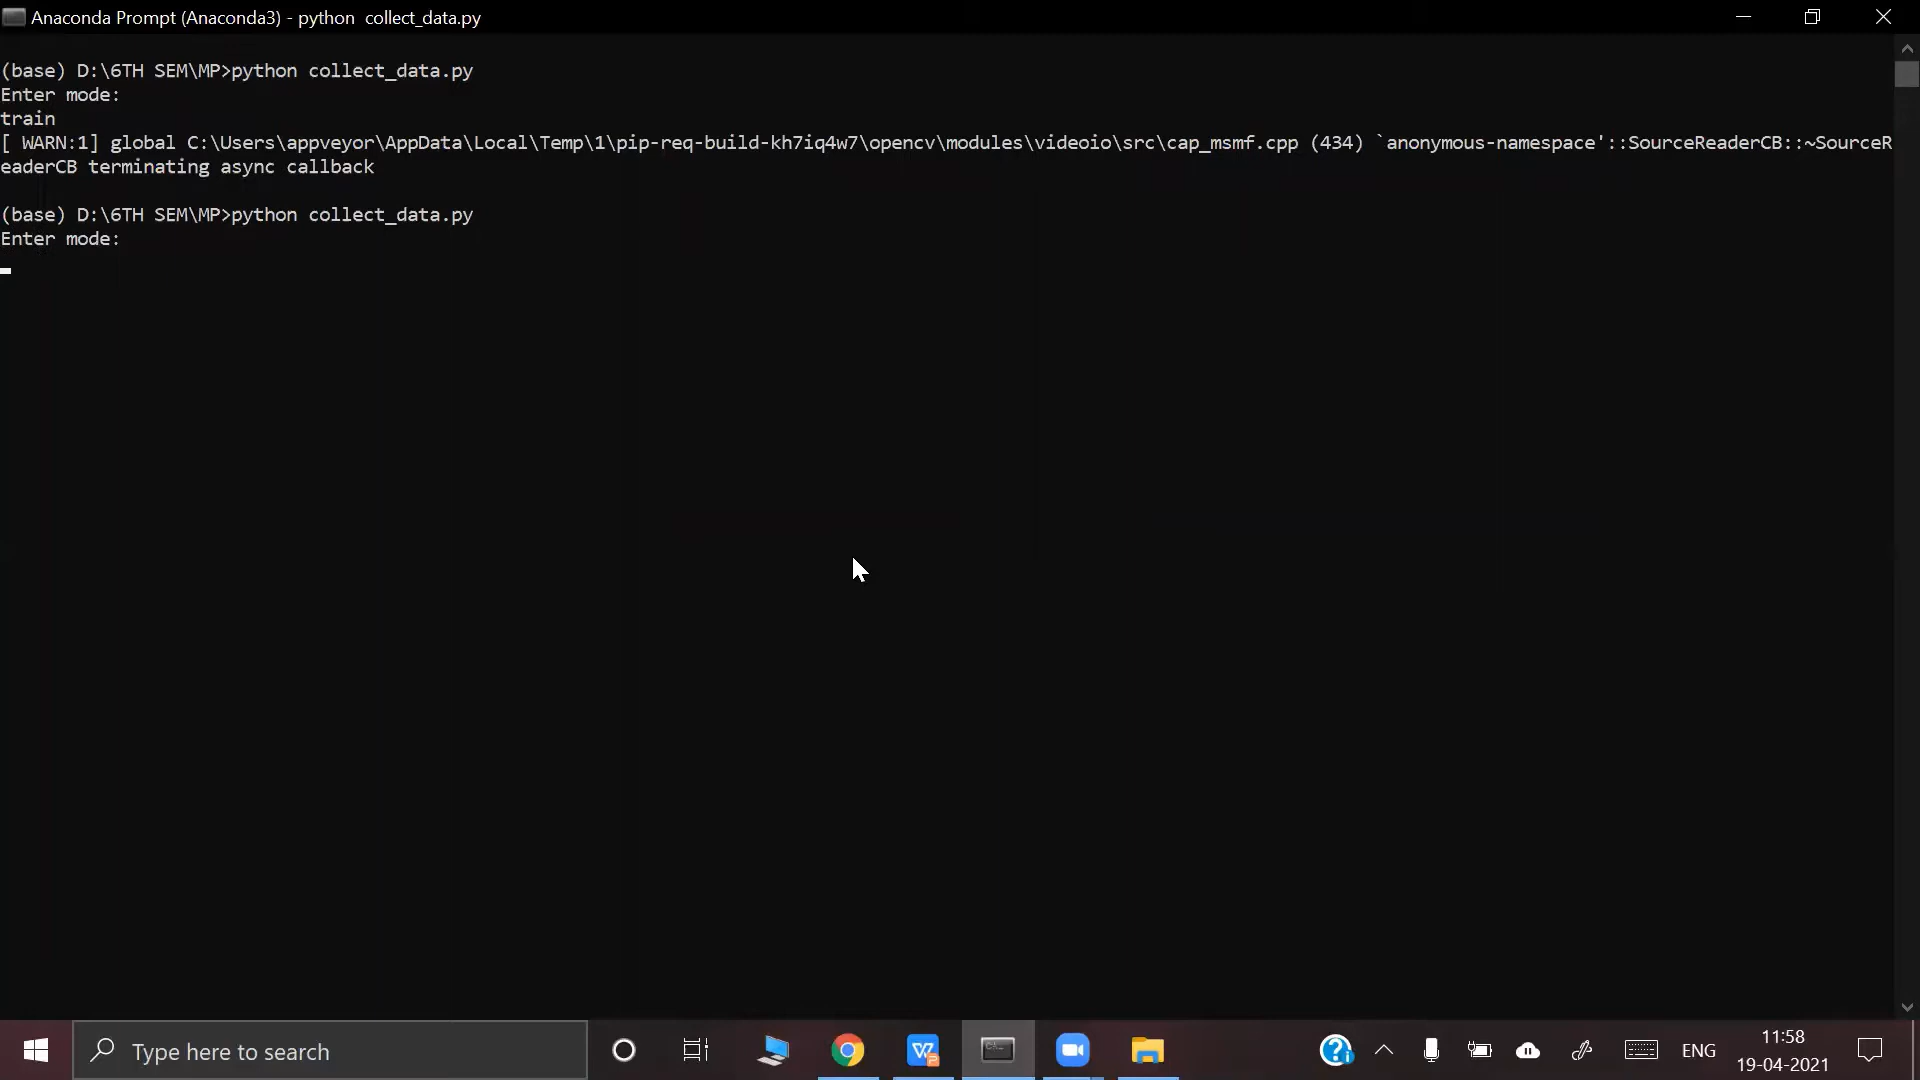 Anaconda Prompt (Anaconda3) - python  collect_data.py
(base) D:\6TH SEM\MP>python collect_data.py
Enter mode:
train
[ WARN:1] global C:\Users\appveyor\AppData\Local\Temp\1\pip-req-build-kh7iq4w7\opencv\modules\videoio\src\cap_msmf.cpp (434) `anonymous-namespace'::SourceReaderCB::~SourceR
eaderCB terminating async callback
(base) D:\6TH SEM\MP>python collect_data.py
Enter mode:
Type here to search
ENG
11:58
19-04-2021